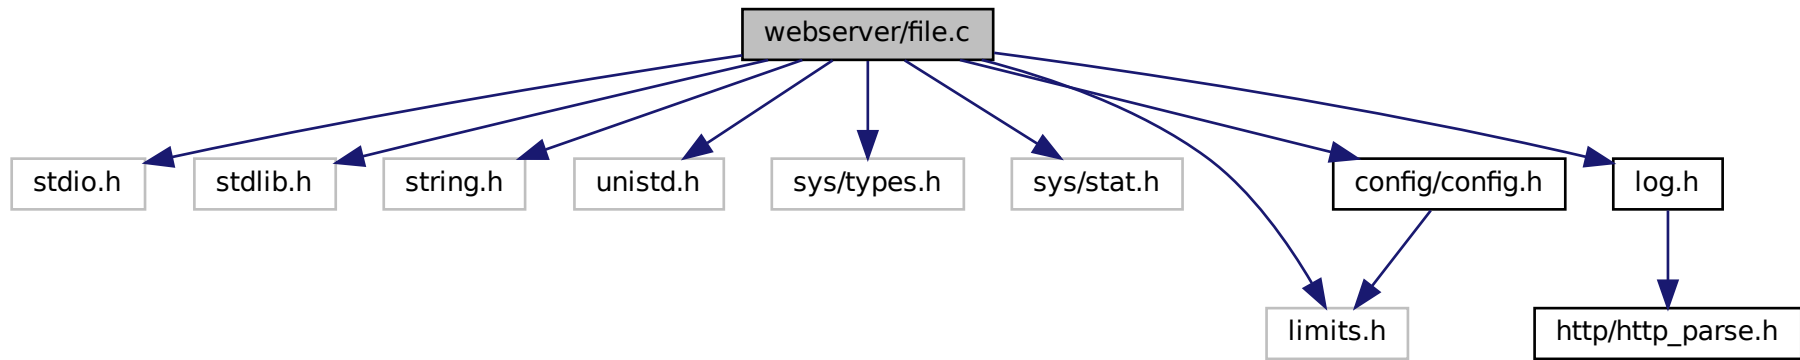 webserver/file.c
stdio.h
stdlib.h
string.h
unistd.h
sys/types.h
sys/stat.h
config/config.h
log.h
limits.h
http/http_parse.h